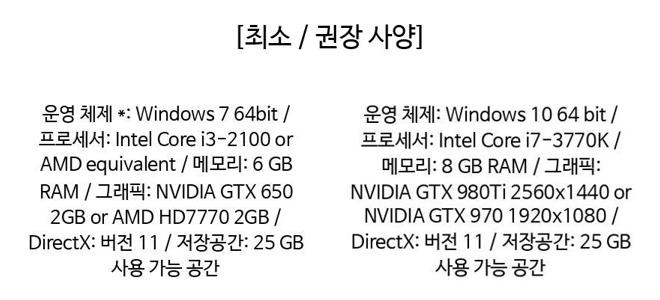 [최소 / 권장 사양]
운영 체제 *: Windows 7 64bit /
프로세서: Intel Core i3-2100 or
AMD equivalent / 메모리: 6 GB
RAM / 그래픽: NVIDIA GTX 650
2GB or AMD HD7770 2GB /
DirectX: 버전 11 / 저장공간: 25 GB
사용 가능 공간
운영 체제: Windows 10 64 bit /
프로세서: Intel Core i7-3770K /
메모리: 8 GB RAM / 그래픽:
NVIDIA GTX 980Ti 2560x1440 or
NVIDIA GTX 970 1920x1080 /
DirectX: 버전 11 / 저장공간: 25 GB
사용 가능 공간